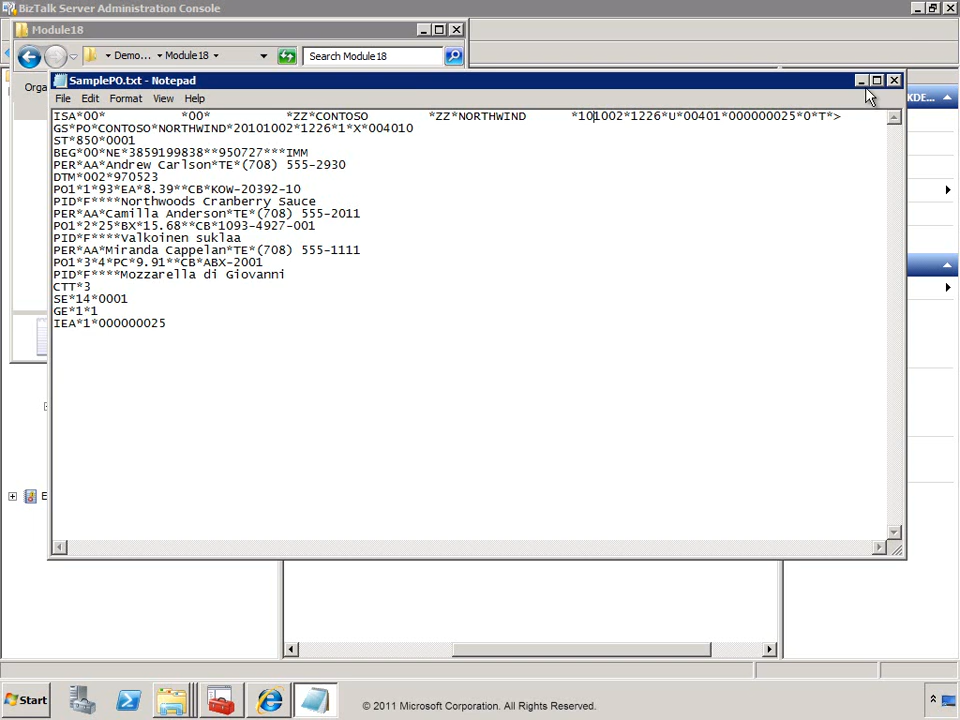 BizTalk Server Administration Console
Module18
Demo... Module18
Search Module18
Orga
SamplePO.txt - Notepad
XDE...
File Edit Format View Help
ISA*00*          *00*          *ZZ*CONTOSO        *ZZ*NORTHWIND      *101002*1226*U*00401*000000025*0*T*>
GS*PO*CONTOSO*NORTHWIND*20101002*1226*1*X*004010
ST*850*0001
BEG*00*NE*3859199838**950727***IMM
PER*AA*Andrew Carlson*TE*(708) 555-2930
DTM*002*970523
PO1*1*93*EA*8.39**CB*KOW-20392-10
PID*F****Northwoods Cranberry Sauce
PER*AA*Camilla Anderson*TE*(708) 555-2011
PO1*2*25*BX*15.68**CB*1093-4927-001
PID*F****Valkoinen suklaa
PER*AA*Miranda Cappelan*TE*(708) 555-1111
PO1*3*4*PC*9.91**CB*ABX-2001
PID*F****Mozzarella di Giovanni
CTT*3
SE*14*0001
GE*1*1
IEA*1*000000025
E
Start
© 2011 Microsoft Corporation. All rights reserved.